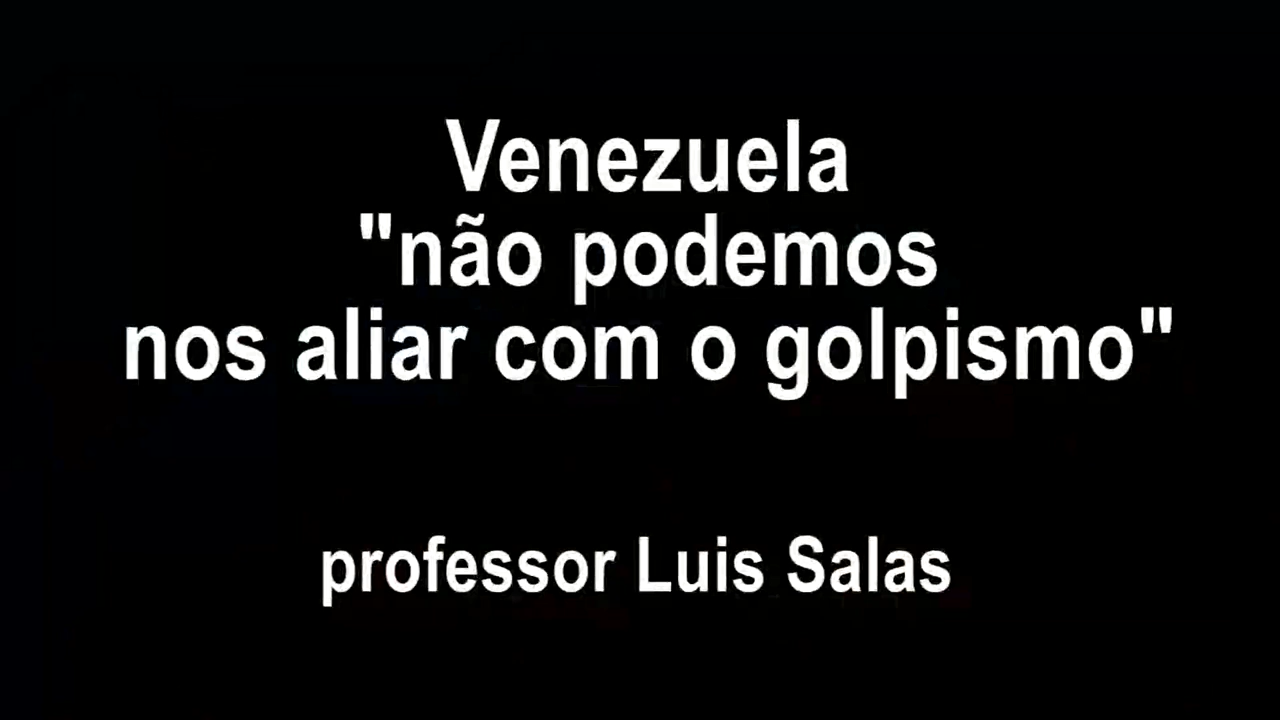 Venezuela
"não podemos
nos aliar com o golpismo"
professor Luis Salas